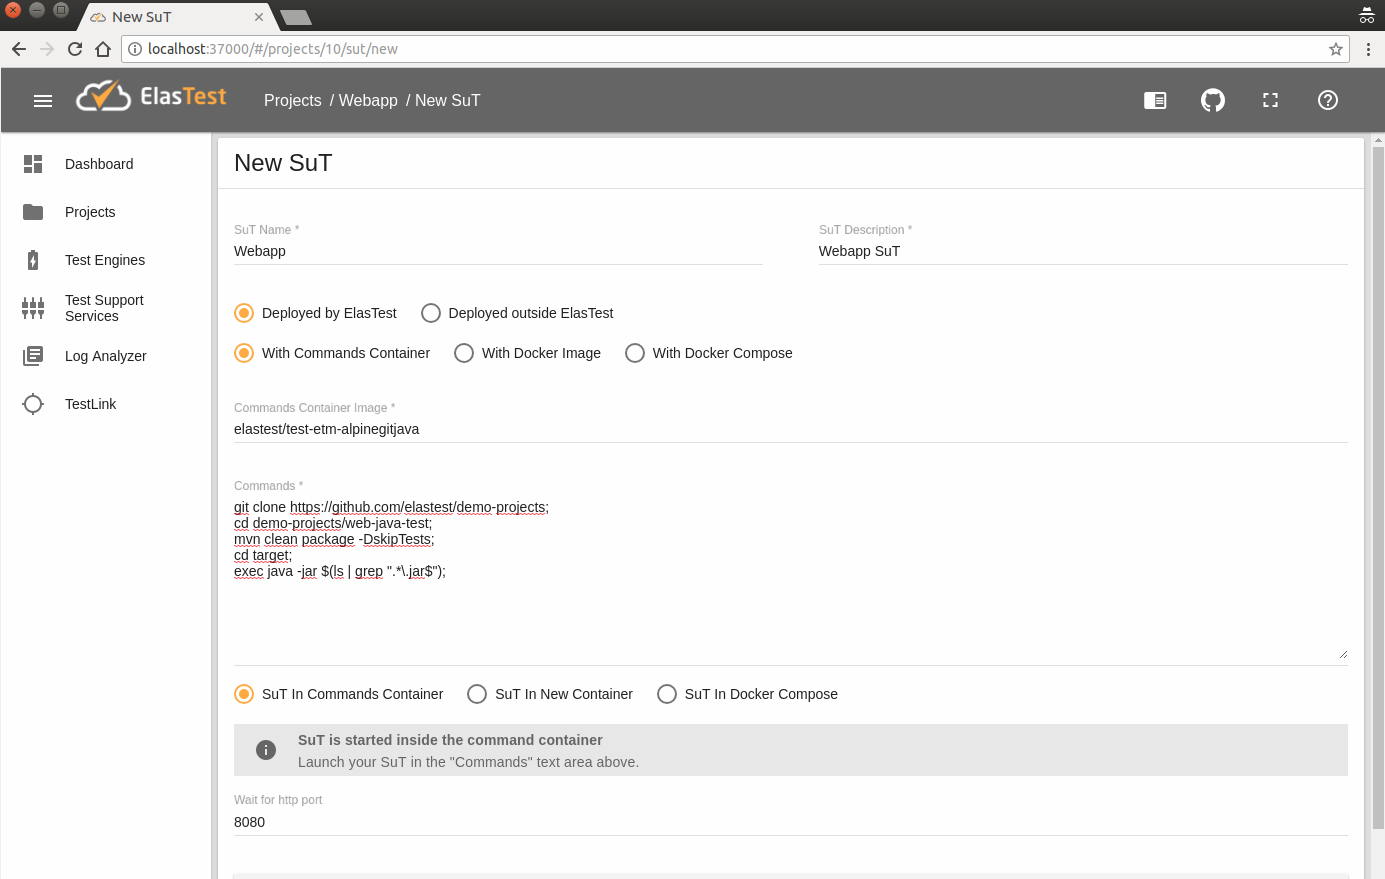 New SuT
localhost:37000/#/projects/10/sut/new
ElasTest
Projects / Webapp / New SuT
Dashboard
Projects
Test Engines
Test Support
Services
Log Analyzer
TestLink
New SuT
SuT Name *
Webapp
SuT Description *
Webapp SuT
Deployed by ElasTest
Deployed outside ElasTest
With Commands Container
With Docker Image
With Docker Compose
Commands Container Image *
elastest/test-etm-alpinegitjava
Commands *
git clone https://github.com/elastest/demo-projects;
cd demo-projects/web-java-test;
mvn clean package -DskipTests;
cd target;
exec java -jar $(ls | grep ".*\.jar$");
SuT In Commands Container
SuT In New Container
SuT In Docker Compose
SuT is started inside the command container
Launch your SuT in the "Commands" text area above.
Wait for http port
8080